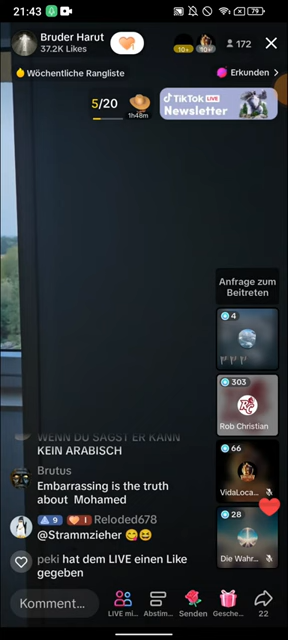 21:43
79
Bruder Harut
37.2K Likes
10+
10+
172
Wöchentliche Rangliste
Erkunden
5/20
1h48m
TikTok LIVE
Newsletter
Anfrage zum
Beitreten
4
303
Rob Christian
66
VidaLoca...
28
Die Wahr...
WENN DU SAGST ER KANN
KEIN ARABISCH
Brutus
Embarrassing is the truth
about Mohamed
9
I
Reloded678
@Strammzieher 😋😆
peki hat dem LIVE einen Like
gegeben
Komment...
LIVE mi...
Abstim...
Senden
Gesche...
22